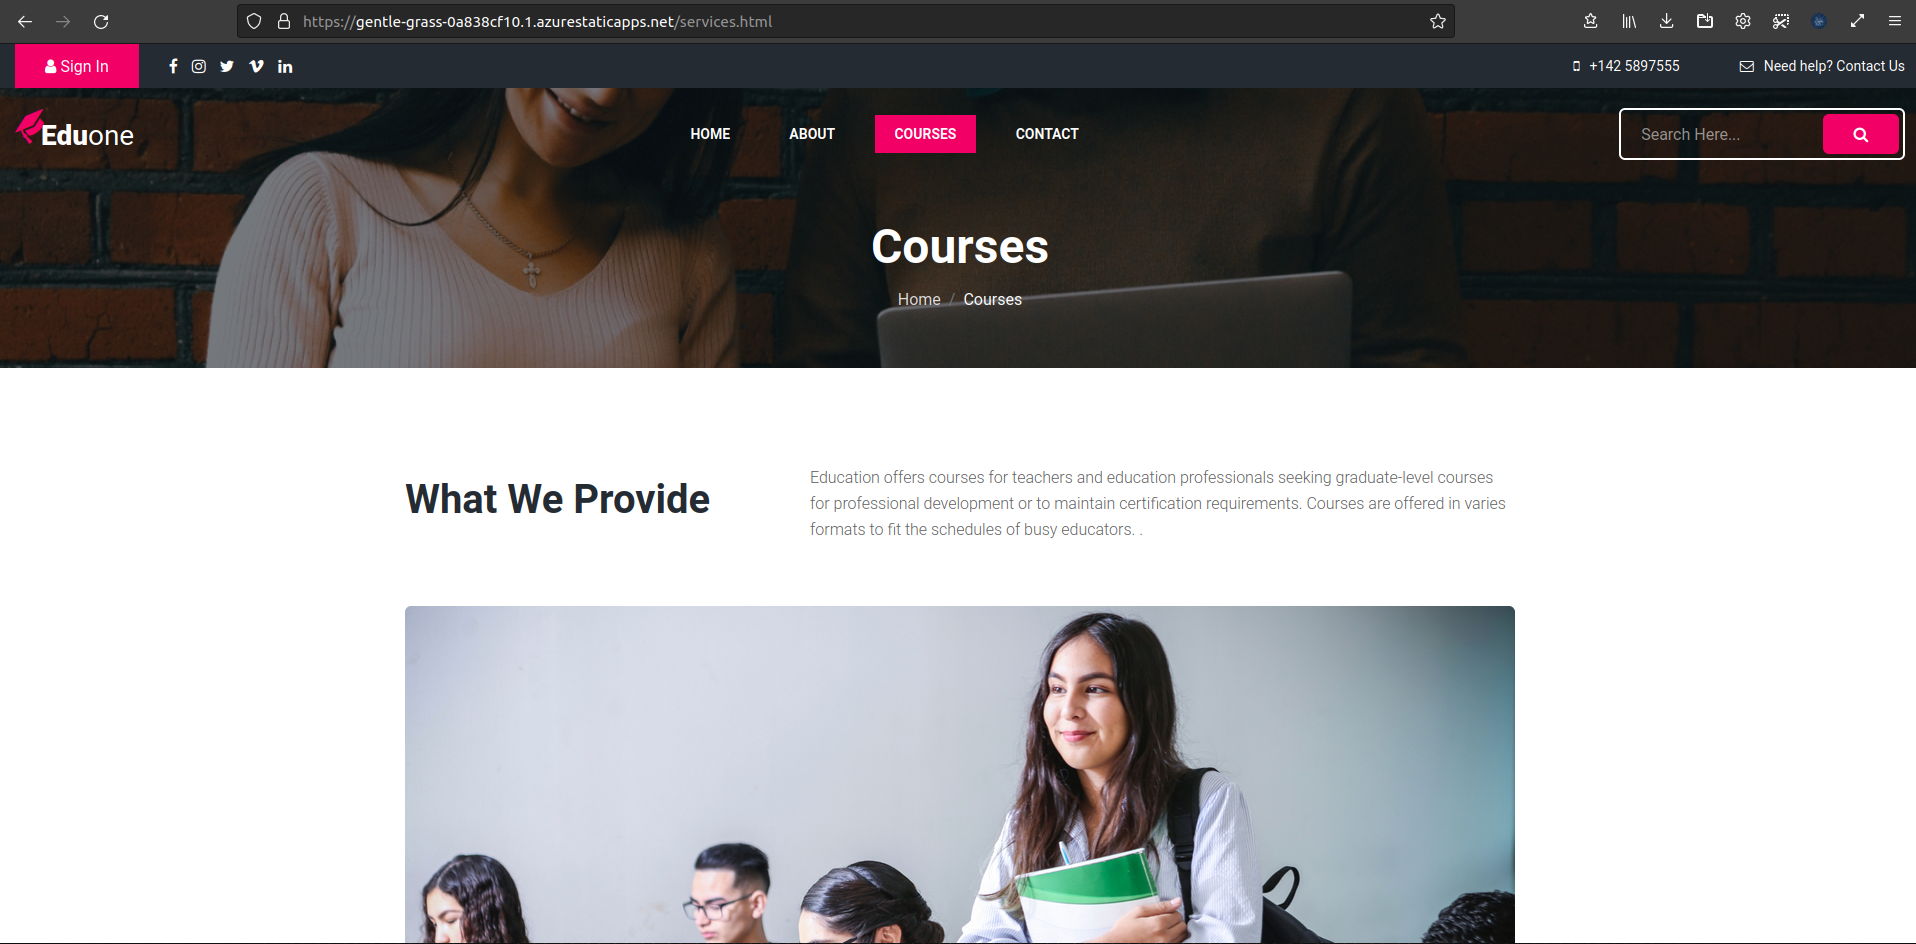 https://gentle-grass-0a838cf10.1.azurestaticapps.net/services.html
Sign In
+142 5897555
Need help? Contact Us
Eduone
HOME
ABOUT
COURSES
CONTACT
Search Here...
Courses
Home / Courses
What We Provide
Education offers courses for teachers and education professionals seeking graduate-level courses
for professional development or to maintain certification requirements. Courses are offered in varies
formats to fit the schedules of busy educators. .